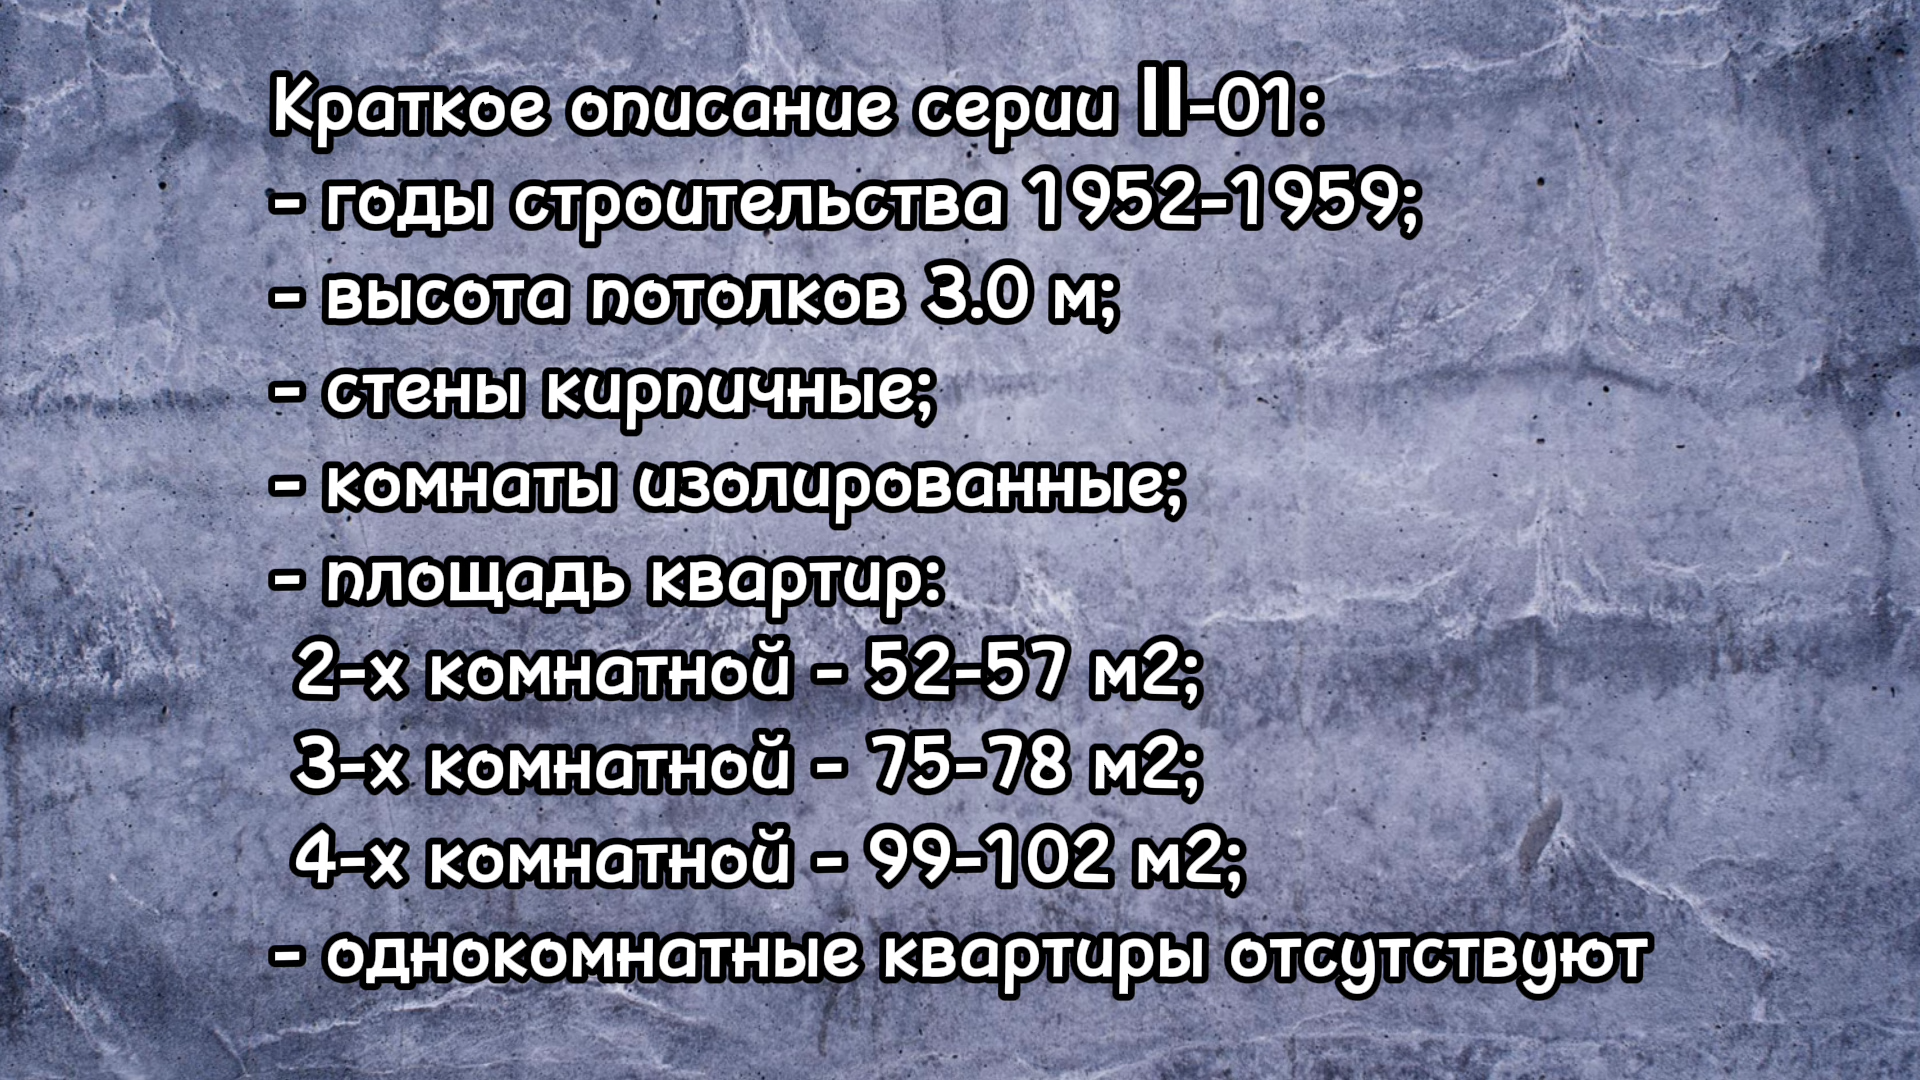 Краткое описание серии II-01:
- годы строительства 1952-1959;
- высота потолков 3.0 м;
- стены кирпичные;
- комнаты изолированные;
- площадь квартир:
2-х комнатной - 52-57 м2;
3-х комнатной - 75-78 м2;
4-х комнатной - 99-102 м2;
- однокомнатные квартиры отсутствуют